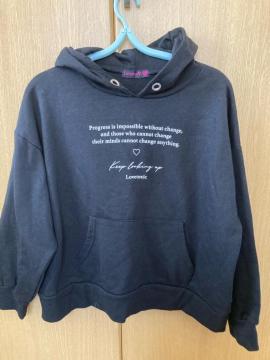 Progress is impossible without change,
and those who cannot change
their minds cannot change anything.
Keep looking up
Lovetoxic